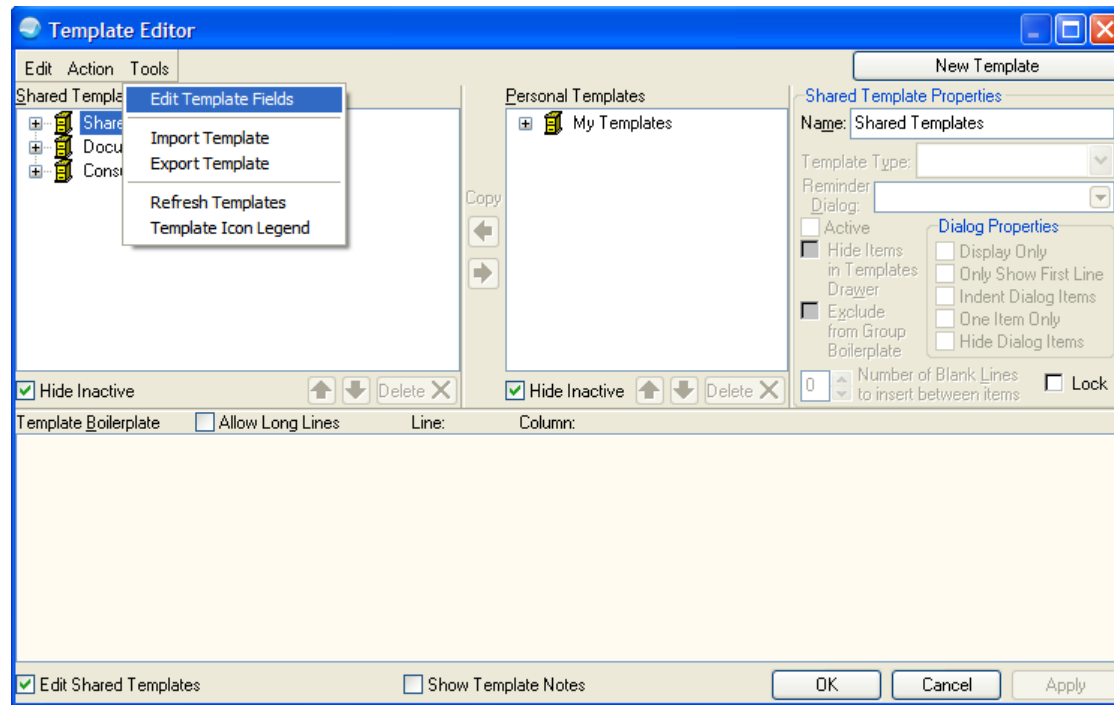 Template Editor
Edit Action Tools
New Template
Shared Templa
Edit Template Fields
Import Template
Export Template
Refresh Templates
Template Icon Legend
Share
Docu
Consu
Copy
Personal Templates
My Templates
Shared Template Properties
Name: Shared Templates
Template Type:
Reminder
Dialog:
Active
Hide Items
in Templates
Drawer
Exclude
from Group
Boilerplate
Dialog Properties
Display Only
Only Show First Line
Indent Dialog Items
One Item Only
Hide Dialog Items
Hide Inactive
Delete
Hide Inactive
Delete
0 Number of Blank Lines
to insert between items
Lock
Template Boilerplate Allow Long Lines Line: Column:
Edit Shared Templates Show Template Notes OK Cancel Apply